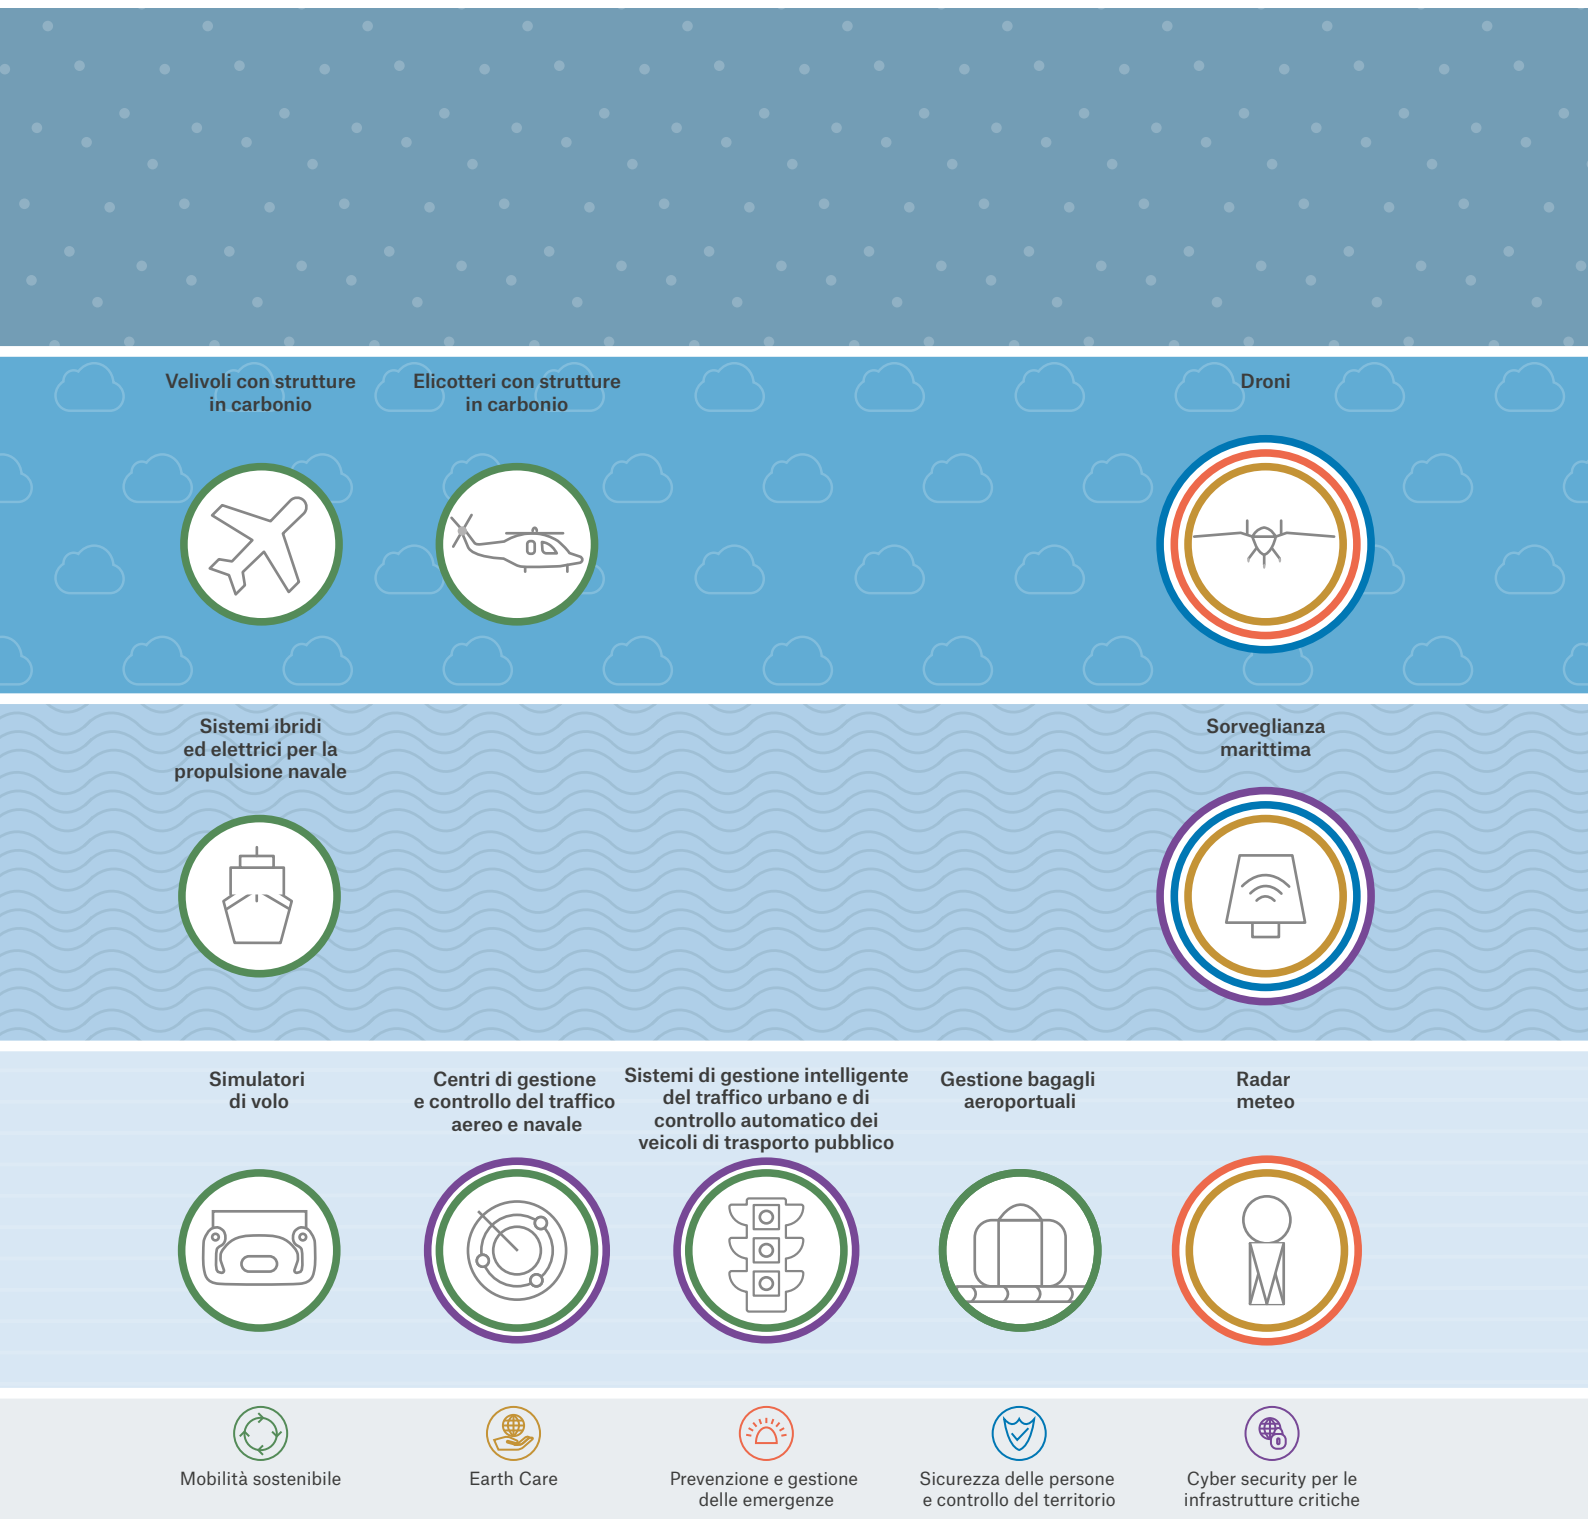 Velivoli con strutture
in carbonio
Elicotteri con strutture
in carbonio
Droni
Sistemi ibridi
ed elettrici per la
propulsione navale
Sorveglianza
marittima
Simulatori
di volo
Centri di gestione
e controllo del traffico
aereo e navale
Sistemi di gestione intelligente
del traffico urbano e di
controllo automatico dei
veicoli di trasporto pubblico
Gestione bagagli
aeroportuali
Radar
meteo
Mobilità sostenibile
Earth Care
Prevenzione e gestione
delle emergenze
Sicurezza delle persone
e controllo del territorio
Cyber security per le
infrastrutture critiche